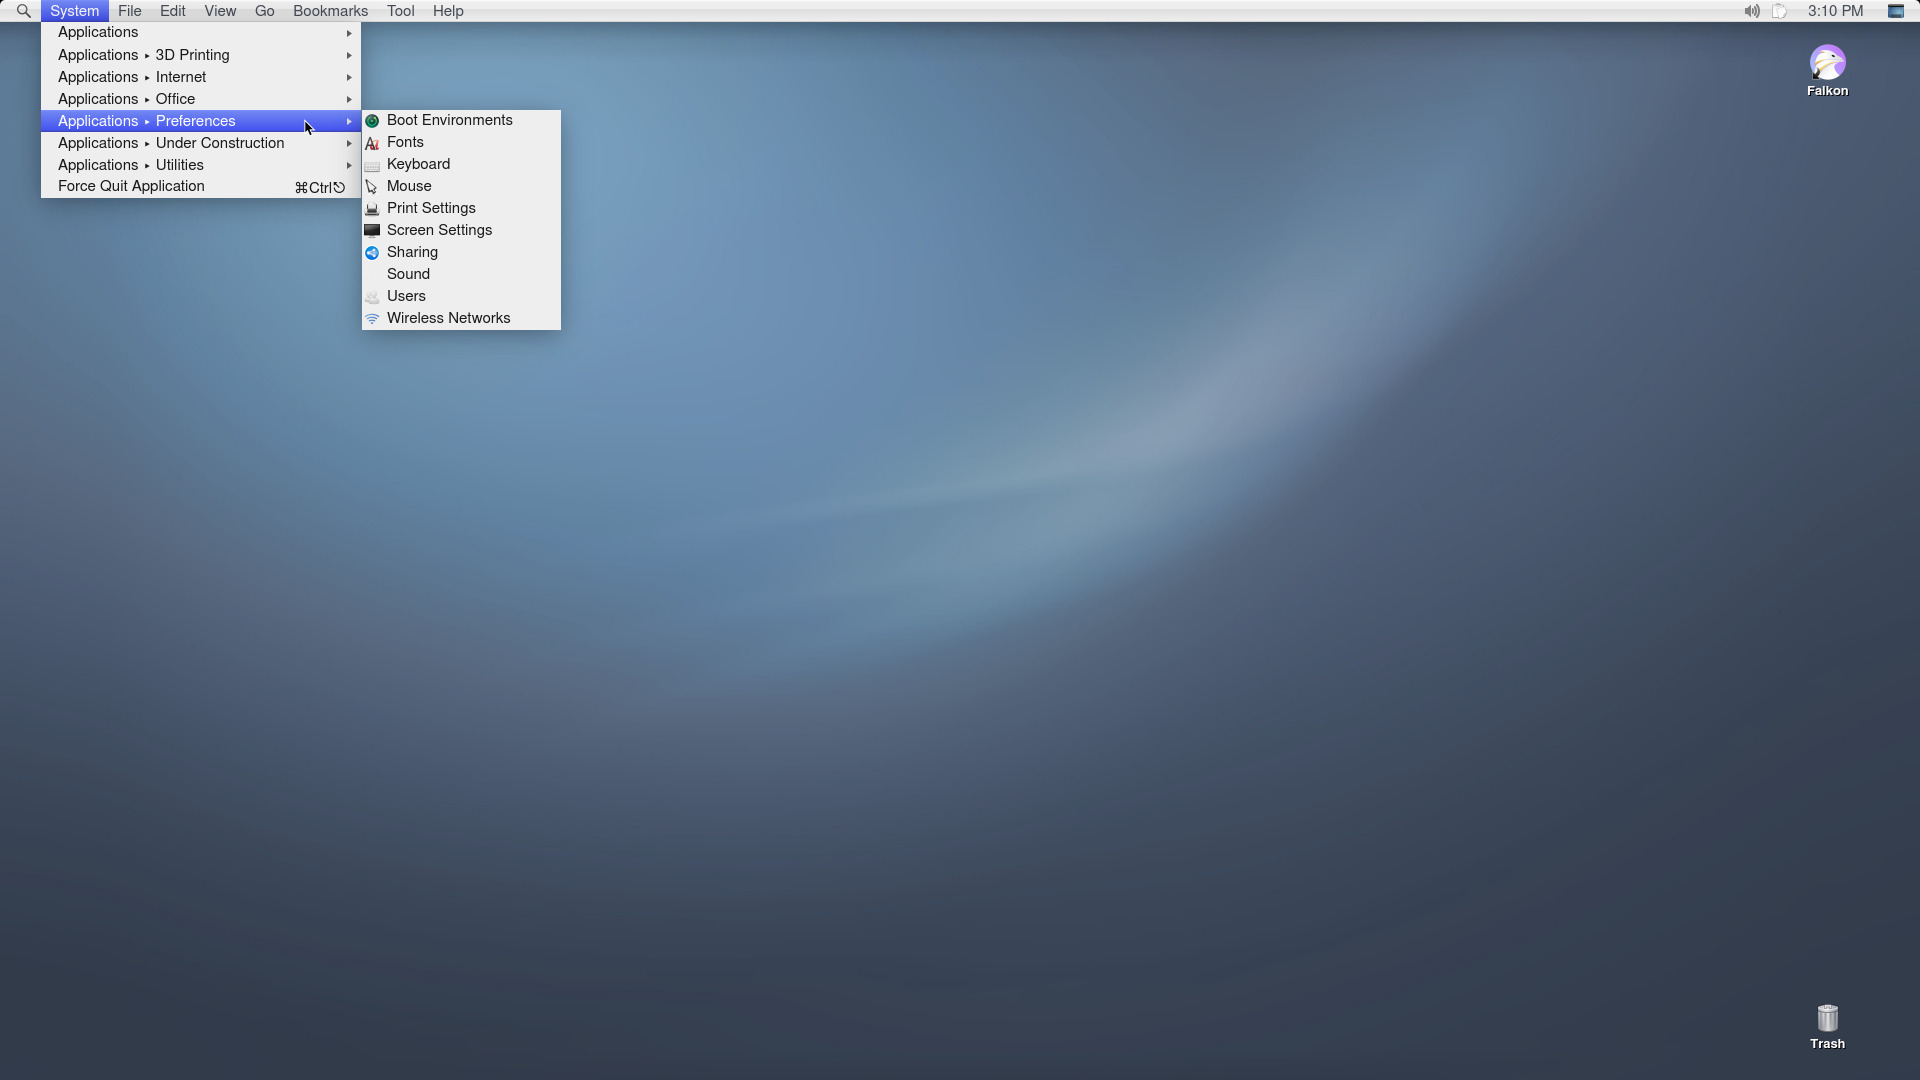 System File Edit View Go Bookmarks Tool Help 3:10 PM
Applications
Applications ▸ 3D Printing
Applications ▸ Internet
Applications ▸ Office
Applications ▸ Preferences
Applications ▸ Under Construction
Applications ▸ Utilities
Force Quit Application ⌘Ctrl⎋
Boot Environments
Fonts
Keyboard
Mouse
Print Settings
Screen Settings
Sharing
Sound
Users
Wireless Networks
Falkon
Trash